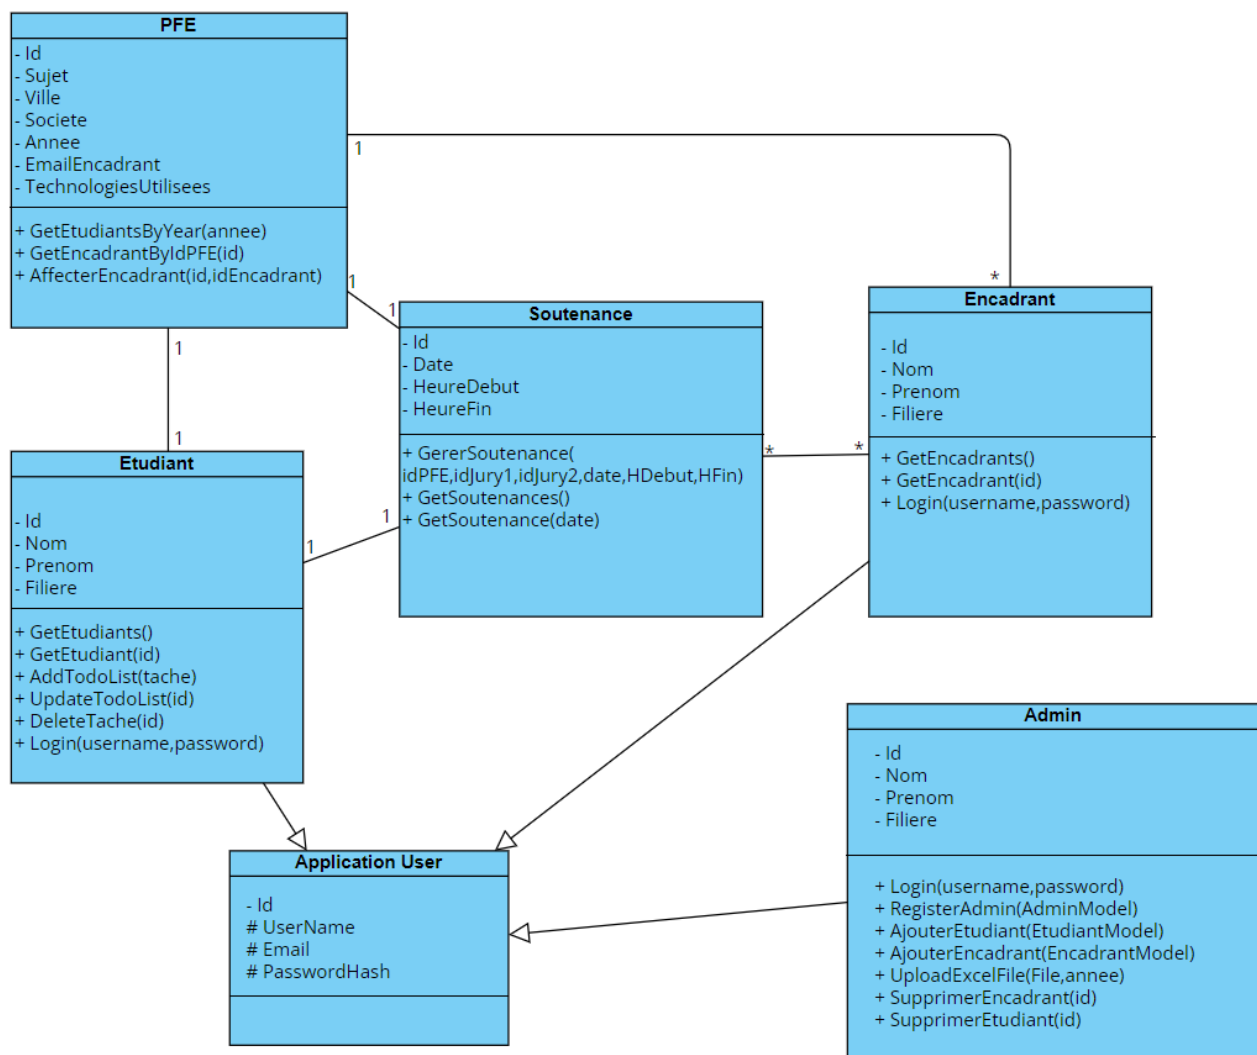 PFE
- Id
- Sujet
- Ville
- Societe
- Annee
- EmailEncadrant
- TechnologiesUtilisees
+ GetEtudiantsByYear(annee)
+ GetEncadrantByIdPFE(id)
+ AffecterEncadrant(id,idEncadrant)
1
*
1
1
1
1
Soutenance
- Id
- Date
- HeureDebut
- HeureFin
+ GererSoutenance(
idPFE,idJury1,idJury2,date,HDebut,HFin)
+ GetSoutenances()
+ GetSoutenance(date)
*
*
Encadrant
- Id
- Nom
- Prenom
- Filiere
+ GetEncadrants()
+ GetEncadrant(id)
+ Login(username,password)
Etudiant
- Id
- Nom
- Prenom
- Filiere
+ GetEtudiants()
+ GetEtudiant(id)
+ AddTodoList(tache)
+ UpdateTodoList(id)
+ DeleteTache(id)
+ Login(username,password)
1
1
Application User
- Id
# UserName
# Email
# PasswordHash
Admin
- Id
- Nom
- Prenom
- Filiere
+ Login(username,password)
+ RegisterAdmin(AdminModel)
+ AjouterEtudiant(EtudiantModel)
+ AjouterEncadrant(EncadrantModel)
+ UploadExcelFile(File,annee)
+ SupprimerEncadrant(id)
+ SupprimerEtudiant(id)